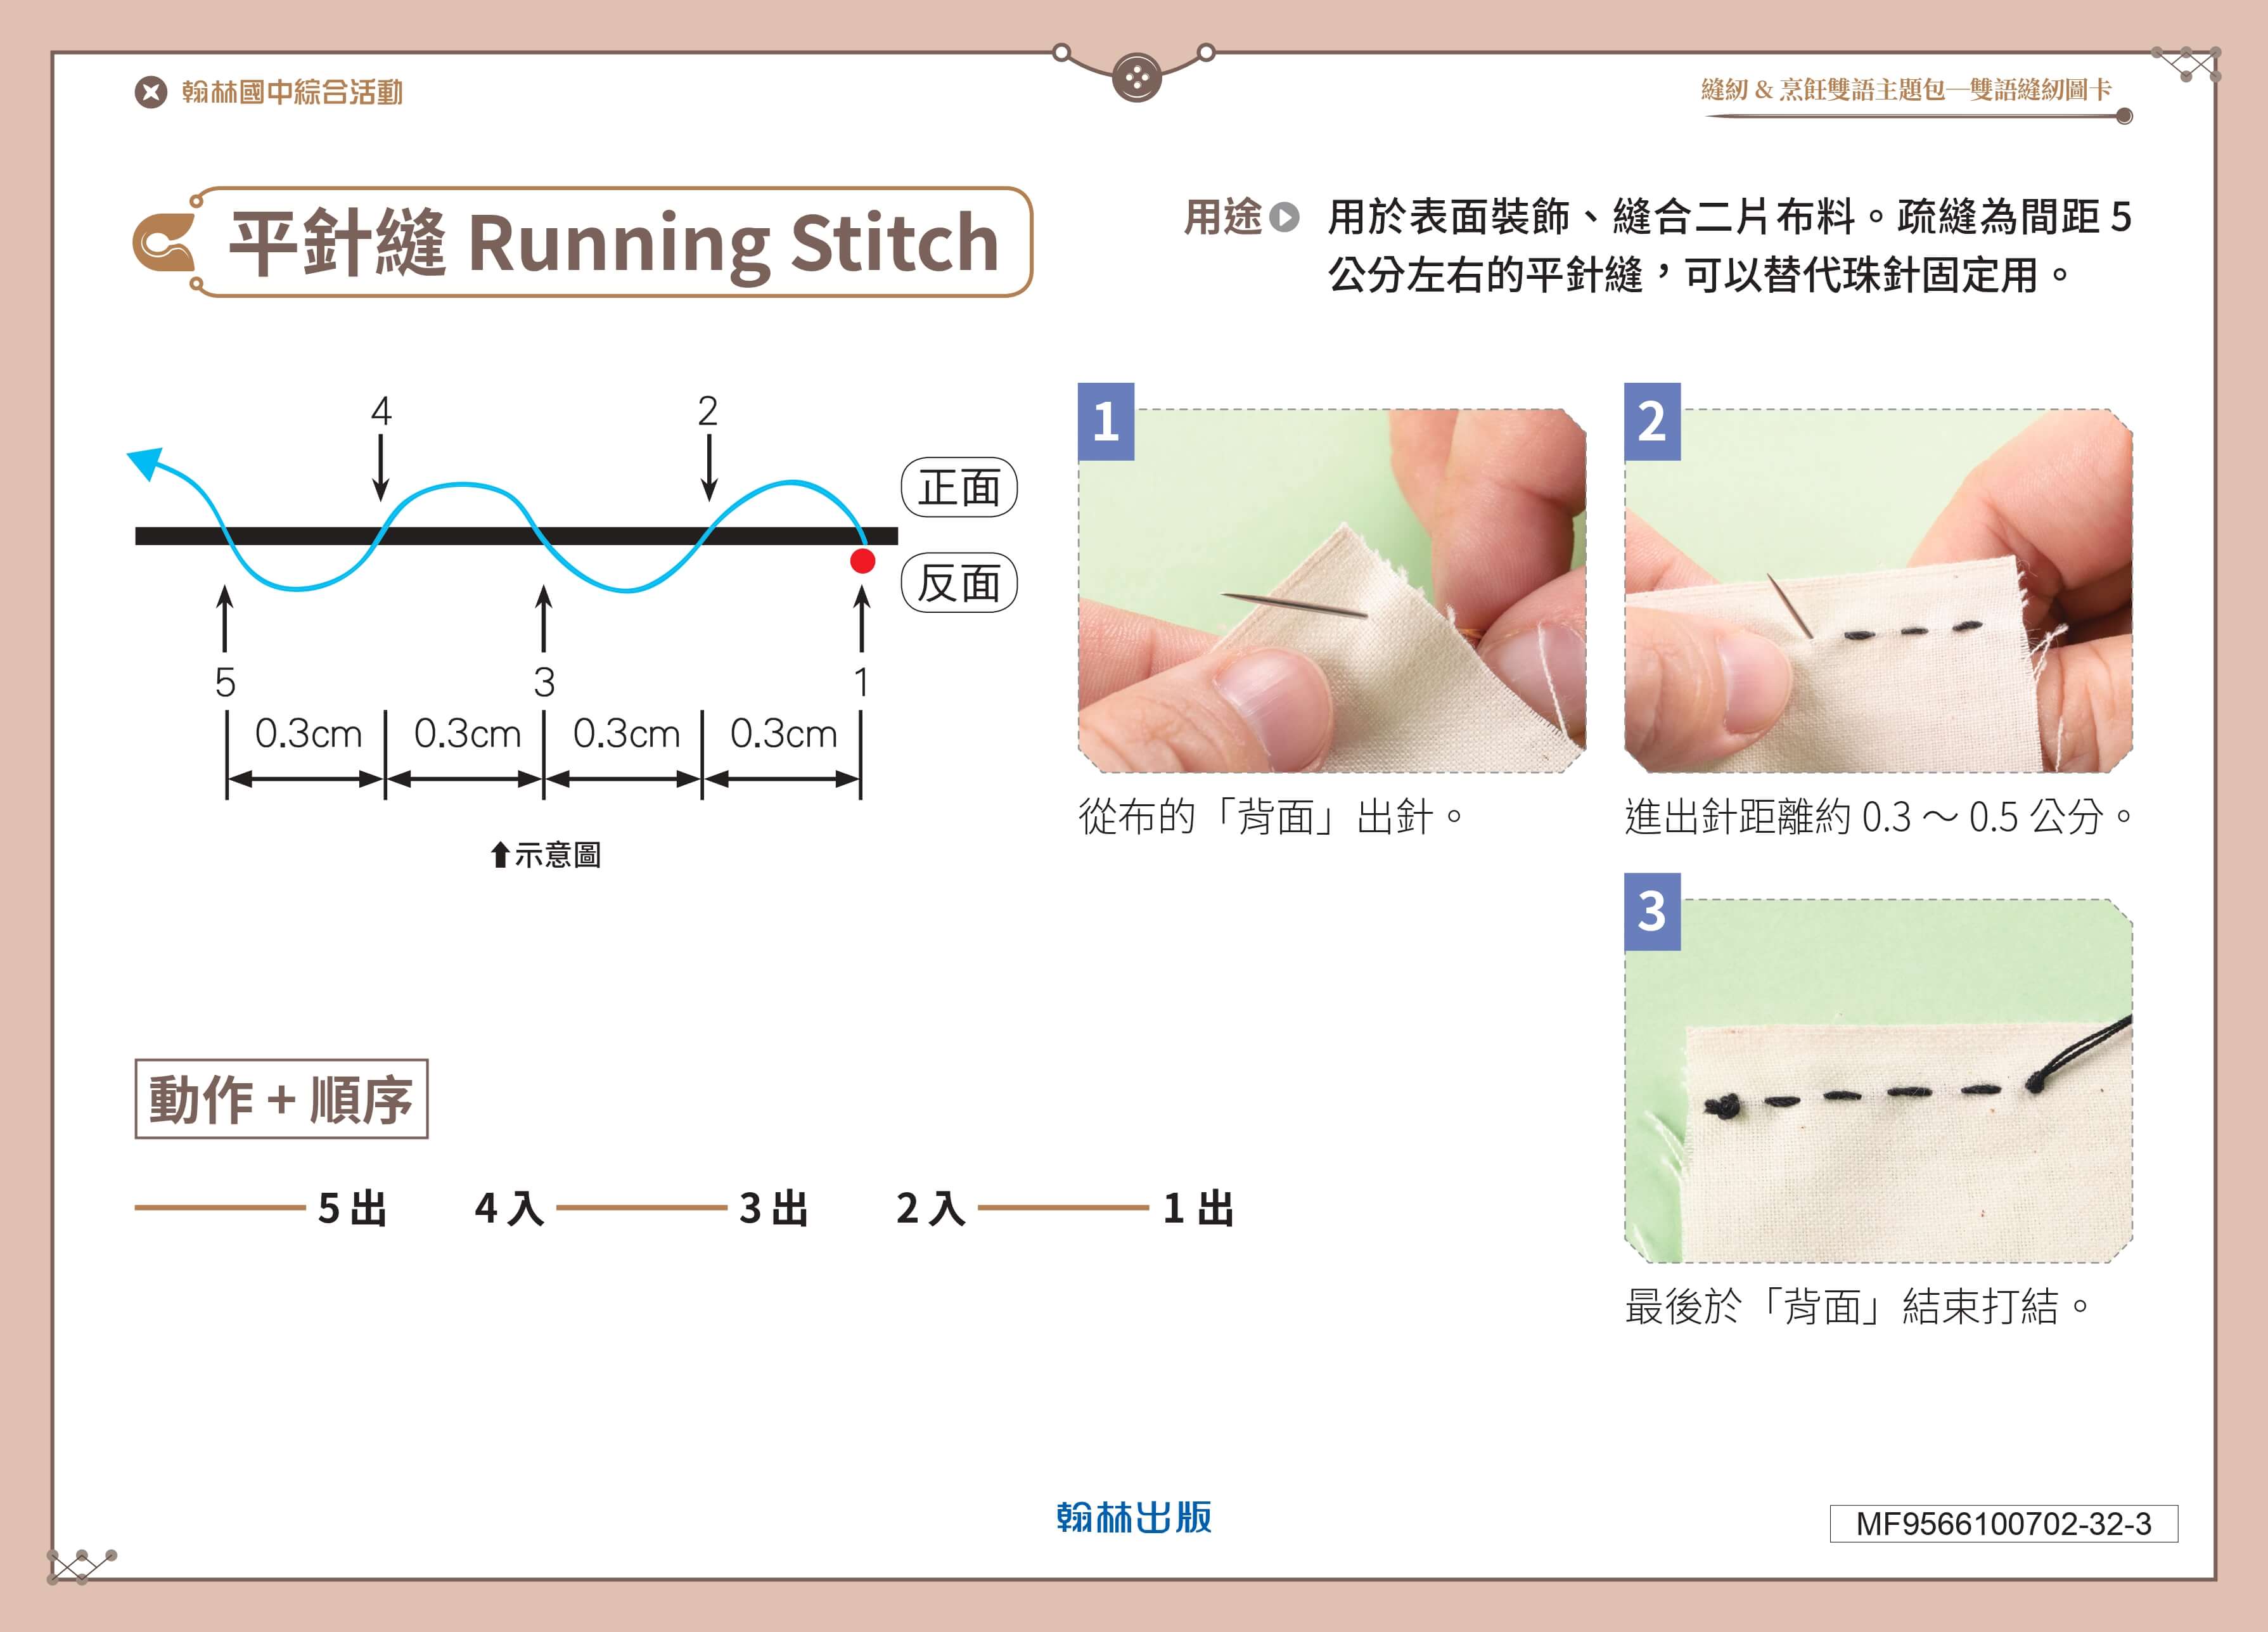 翰林國中綜合活動
縫紉 & 烹飪雙語主題包─雙語縫紉圖卡
平針縫 Running Stitch
用途
用於表面裝飾、縫合二片布料。疏縫為間距 5
公分左右的平針縫，可以替代珠針固定用。
4 2
正面
反面
5 3 1
0.3cm 0.3cm 0.3cm 0.3cm
⬆示意圖
1
從布的「背面」出針。
2
進出針距離約 0.3 ～ 0.5 公分。
3
最後於「背面」結束打結。
動作 + 順序
5 出 4 入 3 出 2 入 1 出
翰林出版
MF9566100702-32-3